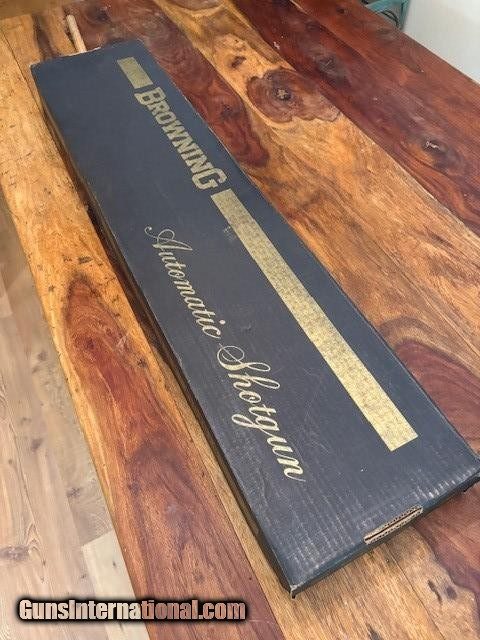 BROWNING
Automatic Shotgun
GunsInternational.com